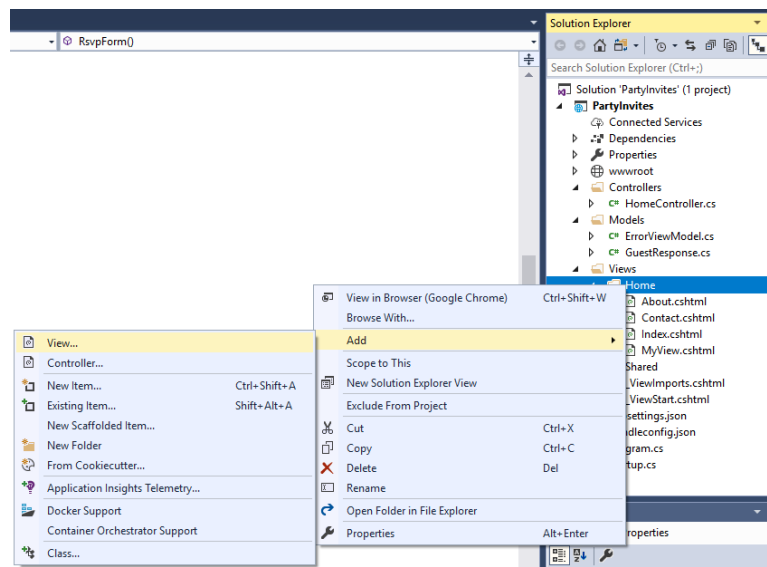 RsvpForm()
Solution Explorer
Search Solution Explorer (Ctrl+;)
Solution 'PartyInvites' (1 project)
PartyInvites
Connected Services
Dependencies
Properties
wwwroot
Controllers
C# HomeController.cs
Models
C# ErrorViewModel.cs
C# GuestResponse.cs
Views
Home
About.cshtml
Contact.cshtml
Index.cshtml
MyView.cshtml
Shared
_ViewImports.cshtml
_ViewStart.cshtml
settings.json
dleconfig.json
gram.cs
tup.cs
roperties
View in Browser (Google Chrome) Ctrl+Shift+W
Browse With...
Add
Scope to This
New Solution Explorer View
Exclude From Project
Cut Ctrl+X
Copy Ctrl+C
Delete Del
Rename
Open Folder in File Explorer
Properties Alt+Enter
View...
Controller...
New Item... Ctrl+Shift+A
Existing Item... Shift+Alt+A
New Scaffolded Item...
New Folder
From Cookiecutter...
Application Insights Telemetry...
Docker Support
Container Orchestrator Support
Class...